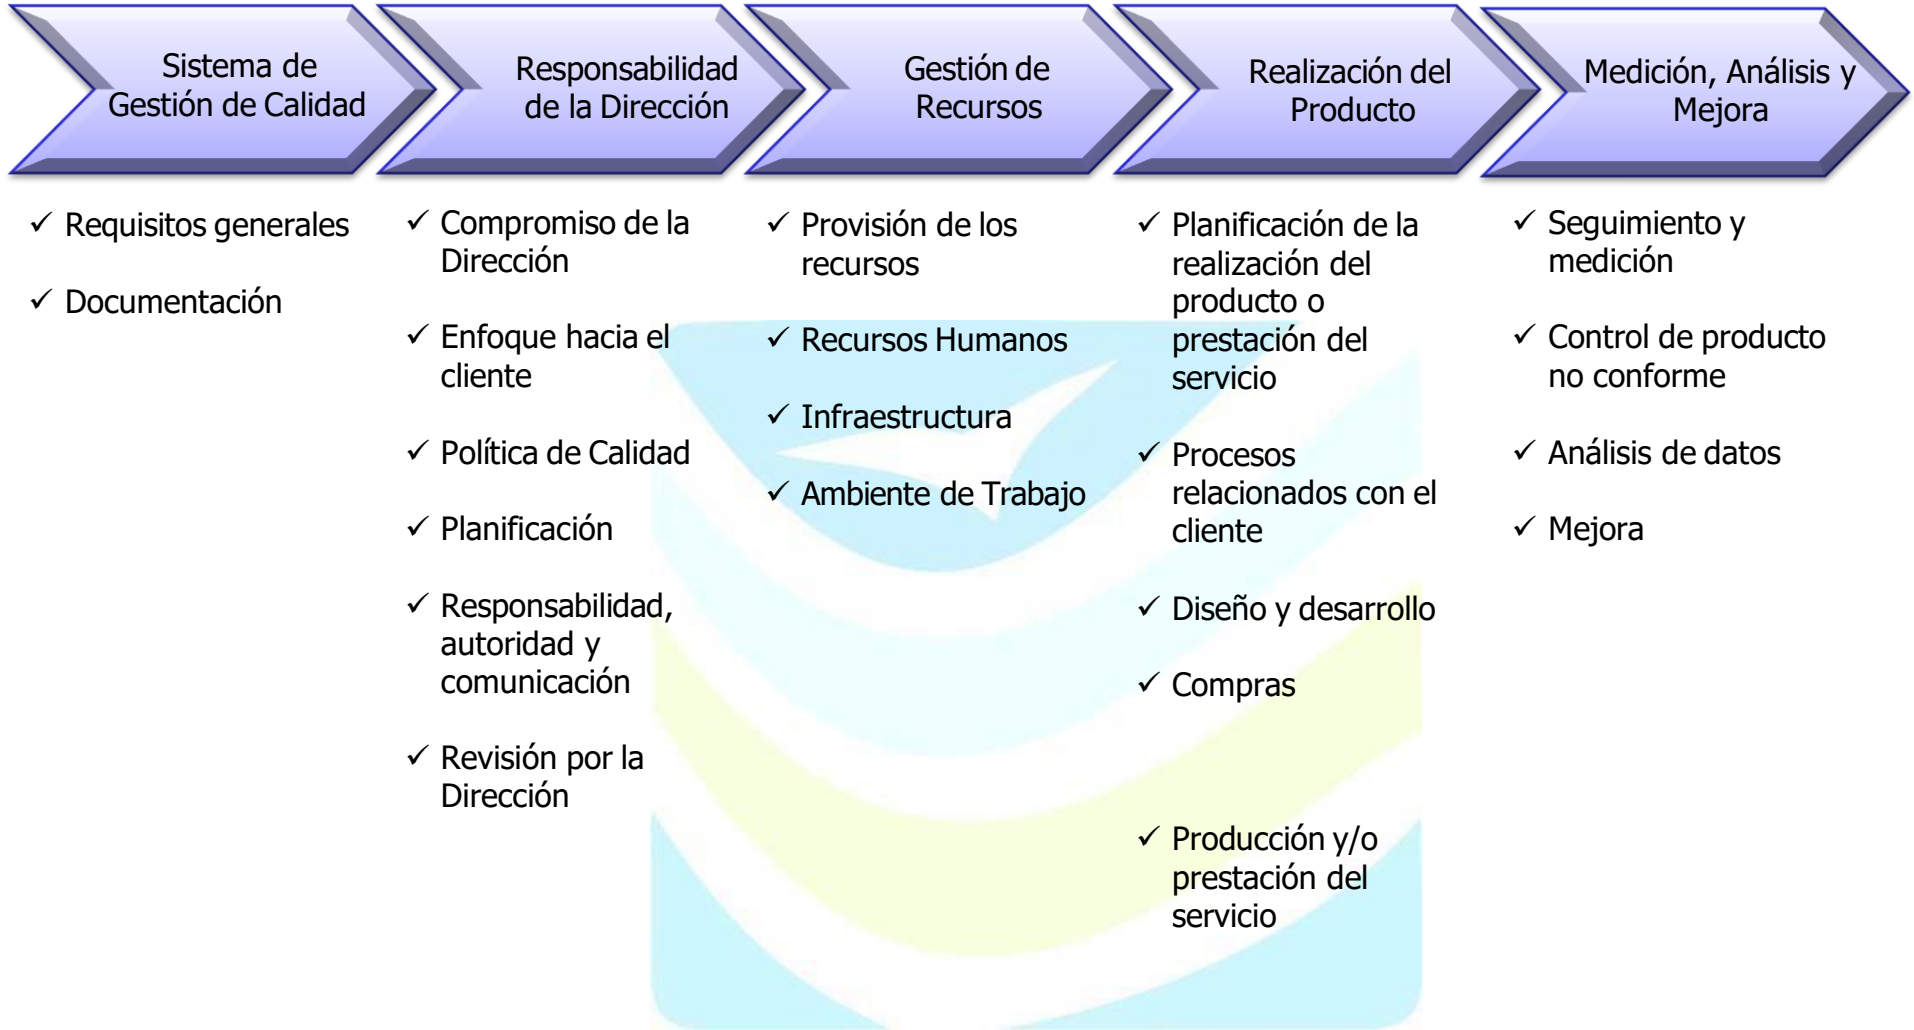 Sistema de
Gestión de Calidad
Responsabilidad
de la Dirección
Gestión de
Recursos
Realización del
Producto
Medición, Análisis y
Mejora
✓ Requisitos generales
✓ Documentación
✓ Compromiso de la
Dirección
✓ Enfoque hacia el
cliente
✓ Política de Calidad
✓ Planificación
✓ Responsabilidad,
autoridad y
comunicación
✓ Revisión por la
Dirección
✓ Provisión de los
recursos
✓ Recursos Humanos
✓ Infraestructura
✓ Ambiente de Trabajo
✓ Planificación de la
realización del
producto o
prestación del
servicio
✓ Procesos
relacionados con el
cliente
✓ Diseño y desarrollo
✓ Compras
✓ Producción y/o
prestación del
servicio
✓ Seguimiento y
medición
✓ Control de producto
no conforme
✓ Análisis de datos
✓ Mejora